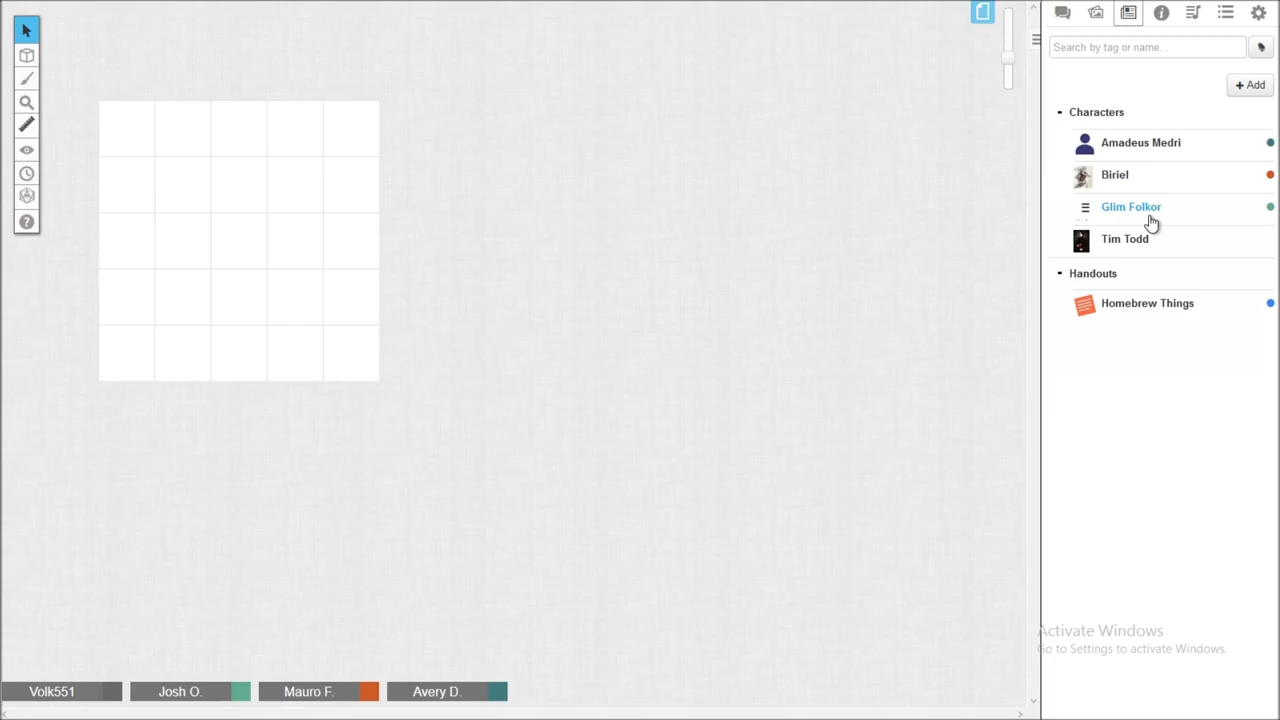 Search by tag or name...
+ Add
Characters
Amadeus Medri
Biriel
Glim Folkor
Tim Todd
Handouts
Homebrew Things
Activate Windows
Go to Settings to activate Windows.
Volk551
Josh O.
Mauro F.
Avery D.